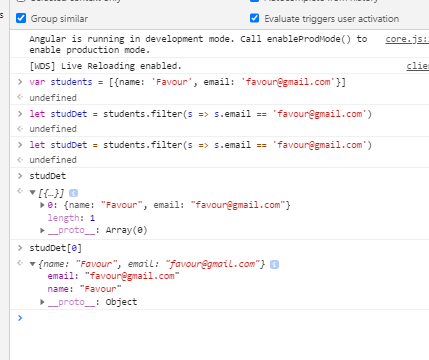 Group similar
Evaluate triggers user activation
Angular is running in development mode. Call enableProdMode() to core.js:
enable production mode.
[WDS] Live Reloading enabled. clie
> var students = [{name: 'Favour', email: 'favour@gmail.com'}]
< undefined
> let studDet = students.filter(s => s.email == 'favour@gmail.com')
< undefined
> let studDet = students.filter(s => s.email == 'favour@gmail.com')
< undefined
> studDet
< ▼[{…}] i
▶0: {name: "Favour", email: "favour@gmail.com"}
length: 1
▶__proto__: Array(0)
> studDet[0]
< ▼{name: "Favour", email: "favour@gmail.com"} i
email: "favour@gmail.com"
name: "Favour"
▶__proto__: Object
>